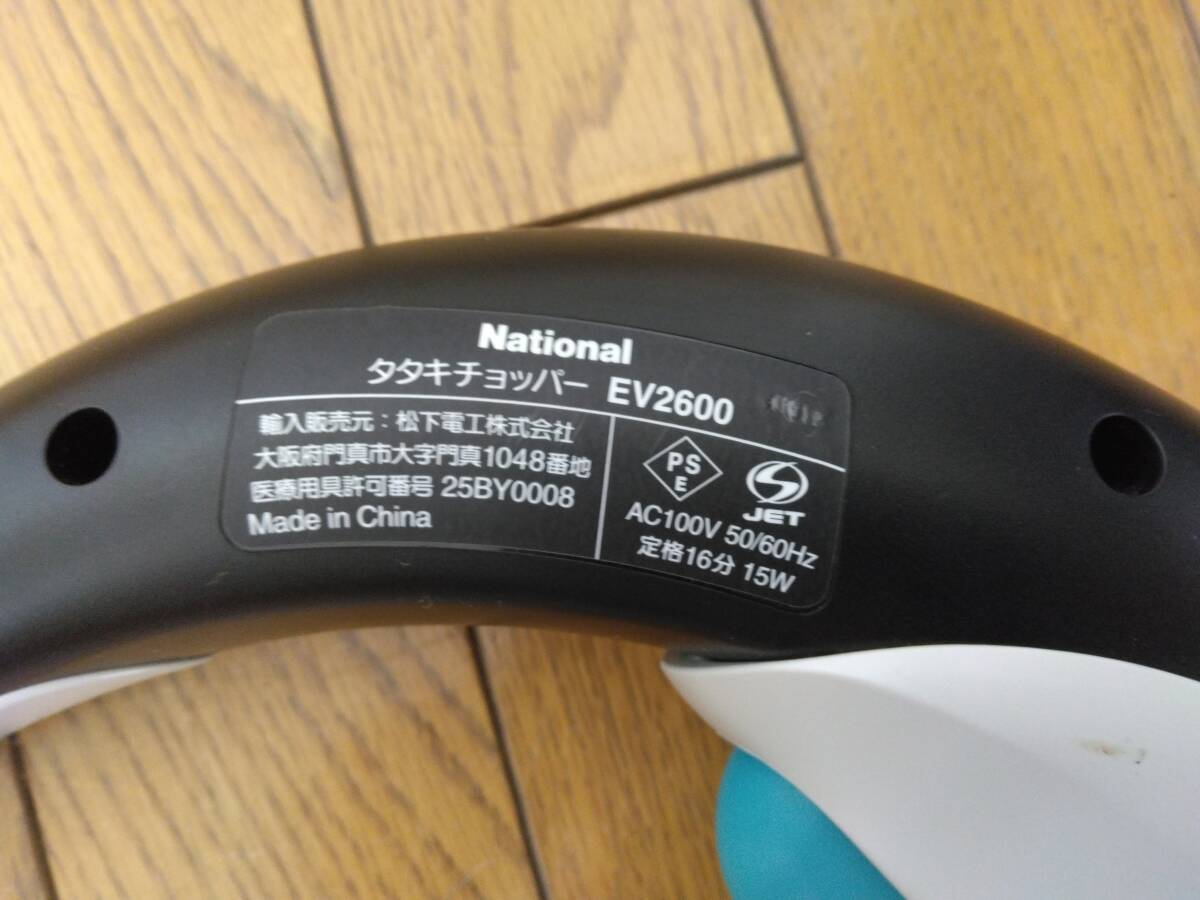 National
タタキチョッパー EV2600
輸入販売元：松下電工株式会社
大阪府門真市大字門真1048番地
医療用具許可番号 25BY0008
Made in China
PS
E
JET
AC100V 50/60Hz
定格16分 15W